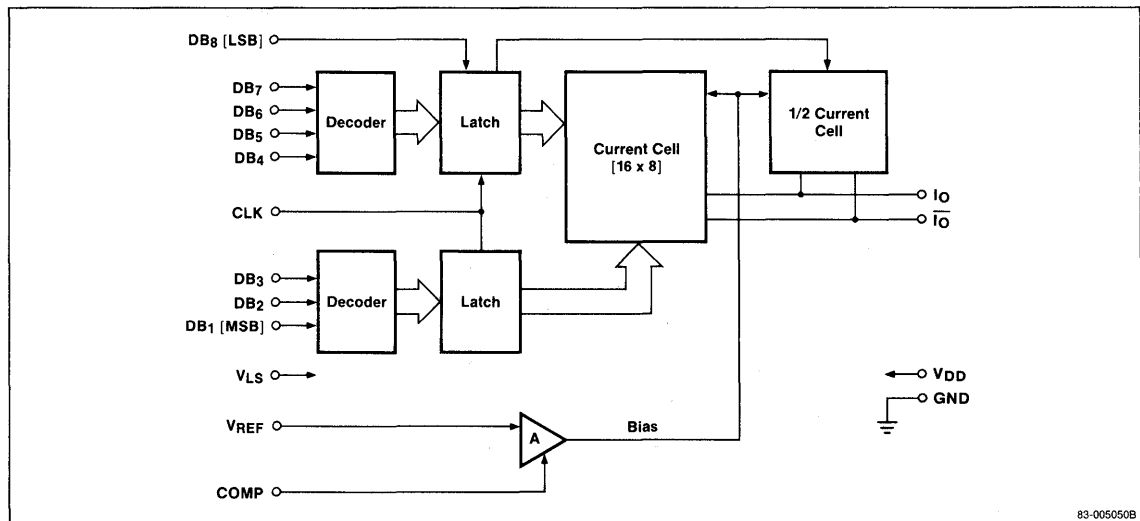 DB8 [LSB]
DB7
DB6
DB5
DB4
Decoder
Latch
Current Cell
[16 x 8]
1/2 Current
Cell
CLK
IO
I̅O̅
DB3
DB2
DB1 [MSB]
Decoder
Latch
VLS
VDD
GND
VREF
A
Bias
COMP
83-005050B